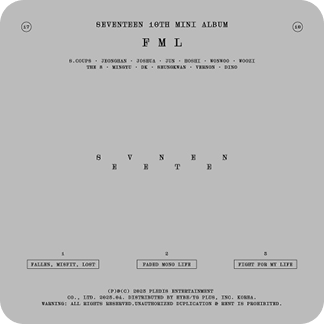 17
SEVENTEEN 10TH MINI ALBUM
10
F M L
S.COUPS · JEONGHAN · JOSHUA · JUN · HOSHI · WONWOO · WOOZI
THE 8 · MINGYU · DK · SEUNGKWAN · VERNON · DINO
S V N E N
E E T E
1
FALLEN, MISFIT, LOST
2
FADED MONO LIFE
3
FIGHT FOR MY LIFE
(P)&(C) 2023 PLEDIS ENTERTAINMENT
CO., LTD. 2023.04. DISTRIBUTED BY HYBE/YG PLUS, INC. KOREA.
WARNING: ALL RIGHTS RESERVED.UNAUTHORIZED DUPLICATION & RENT IS PROHIBITED.